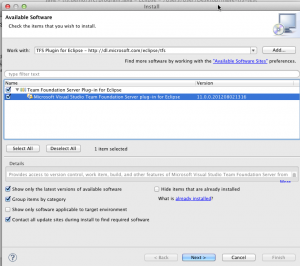 Install
Available Software
Check the items that you wish to install.
Work with: TFS Plugin for Eclipse - http://dl.microsoft.com/eclipse/tfs Add...
Find more software by working with the "Available Software Sites" preferences.
type filter text
Name Version
Team Foundation Server Plug-in for Eclipse
Microsoft Visual Studio Team Foundation Server plug-in for Eclipse 11.0.0.201208021316
Select All Deselect All 1 item selected
Details
Provides access to version control, work item, build, and other features of Microsoft Visual Studio Team Foundation Server from
More...
Show only the latest versions of available software Hide items that are already installed
Group items by category What is already installed?
Show only software applicable to target environment
Contact all update sites during install to find required software
? < Back Next > Cancel Finish